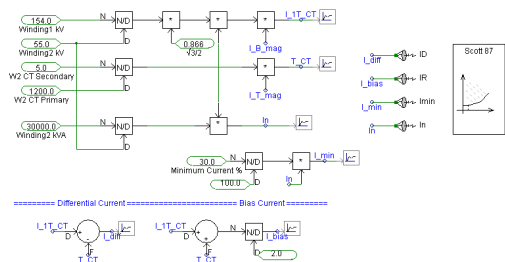 154.0 N N/D * * * I_1T_CT
Winding1 kV
55.0 D 0.866 I_B_mag
Winding2 kV √3/2
5.0 N N/D * T_CT
W2 CT Secondary
1200.0 D I_T_mag
W2 CT Primary
30000.0 N N/D * In
Winding2 kVA D
I_diff ID
I_bias IR
I_min Imin
In In
Scott 87
30.0 N N/D * I_min
Minimum Current %
100.0 D In
========= Differential Current ======================= Bias Current =========
I_1T_CT D + - F I_diff
T_CT
I_1T_CT D + + F N/D I_bias
T_CT D 2.0